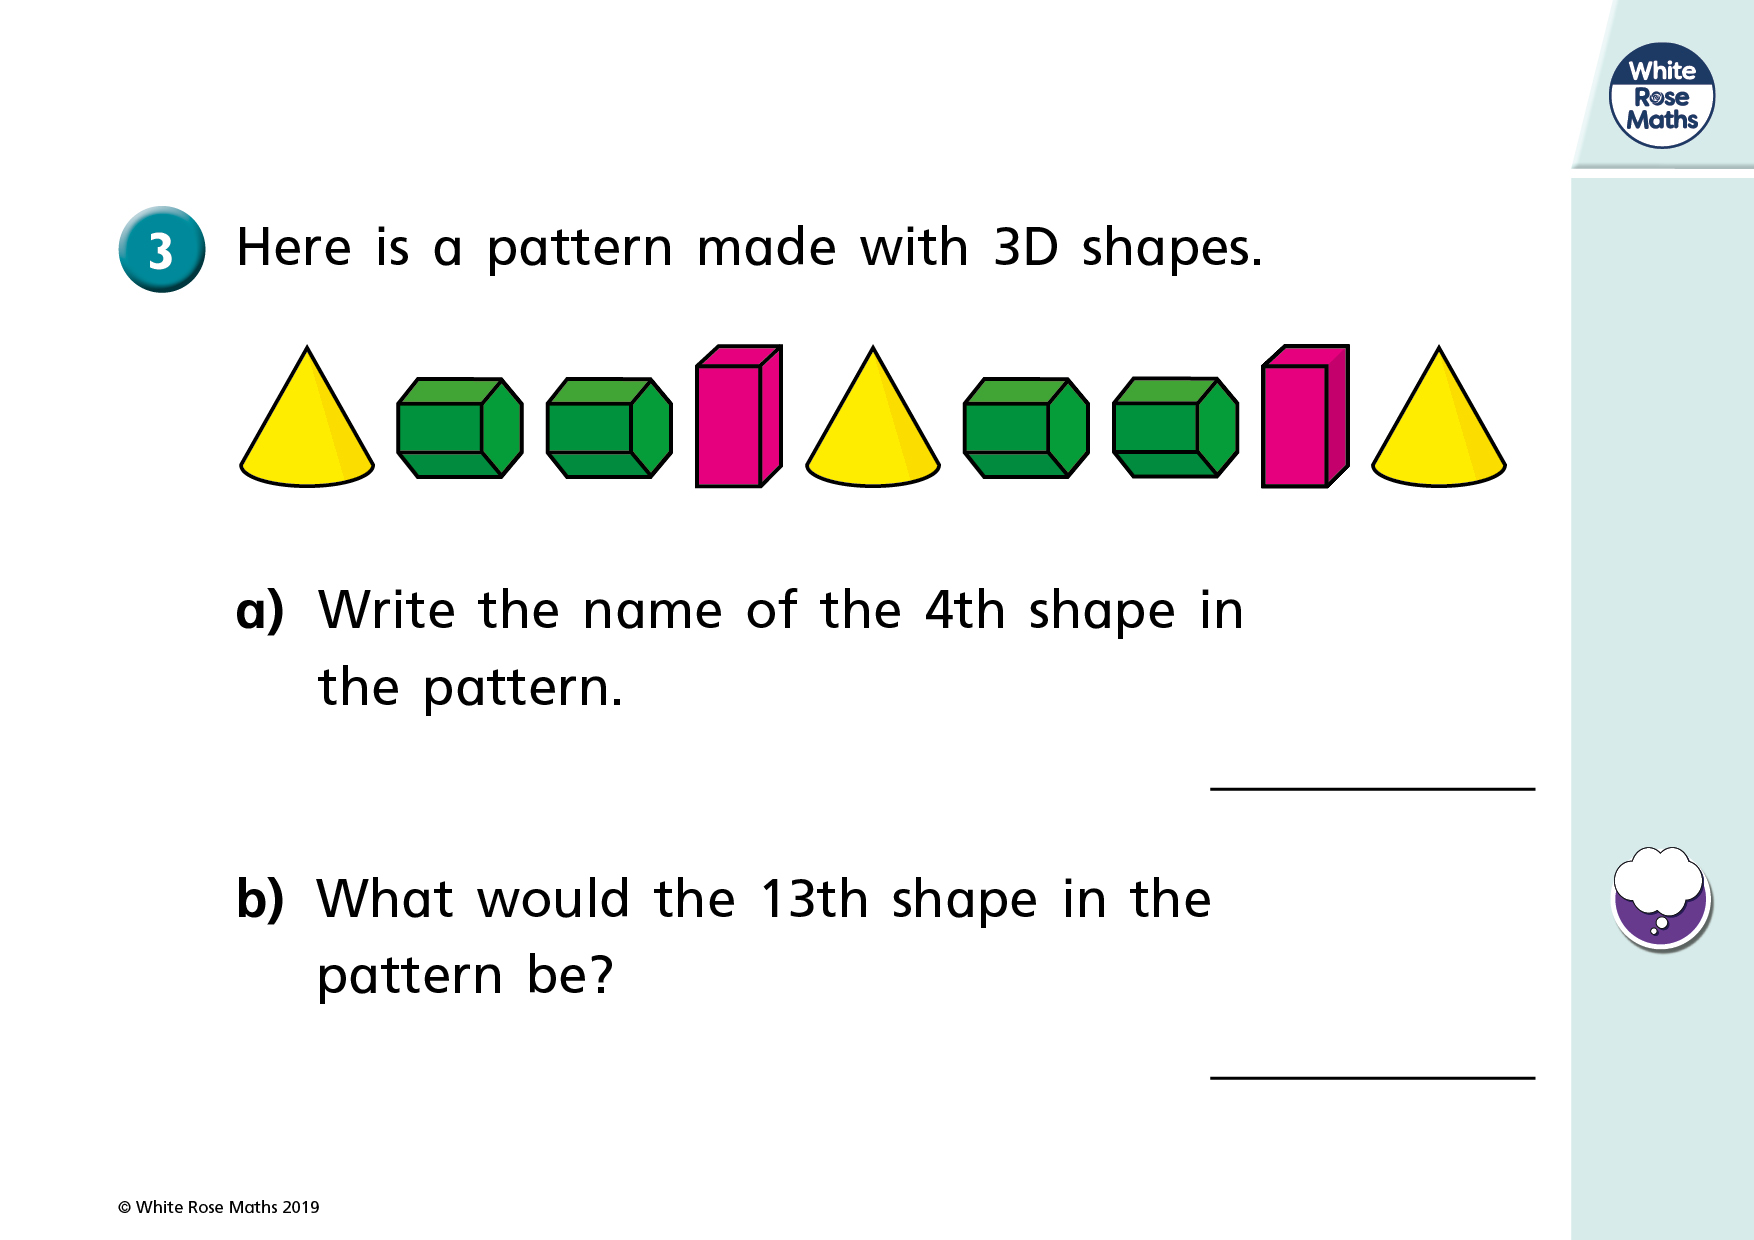 White
Rose
Maths
3 Here is a pattern made with 3D shapes.
a) Write the name of the 4th shape in
the pattern.
b) What would the 13th shape in the
pattern be?
© White Rose Maths 2019